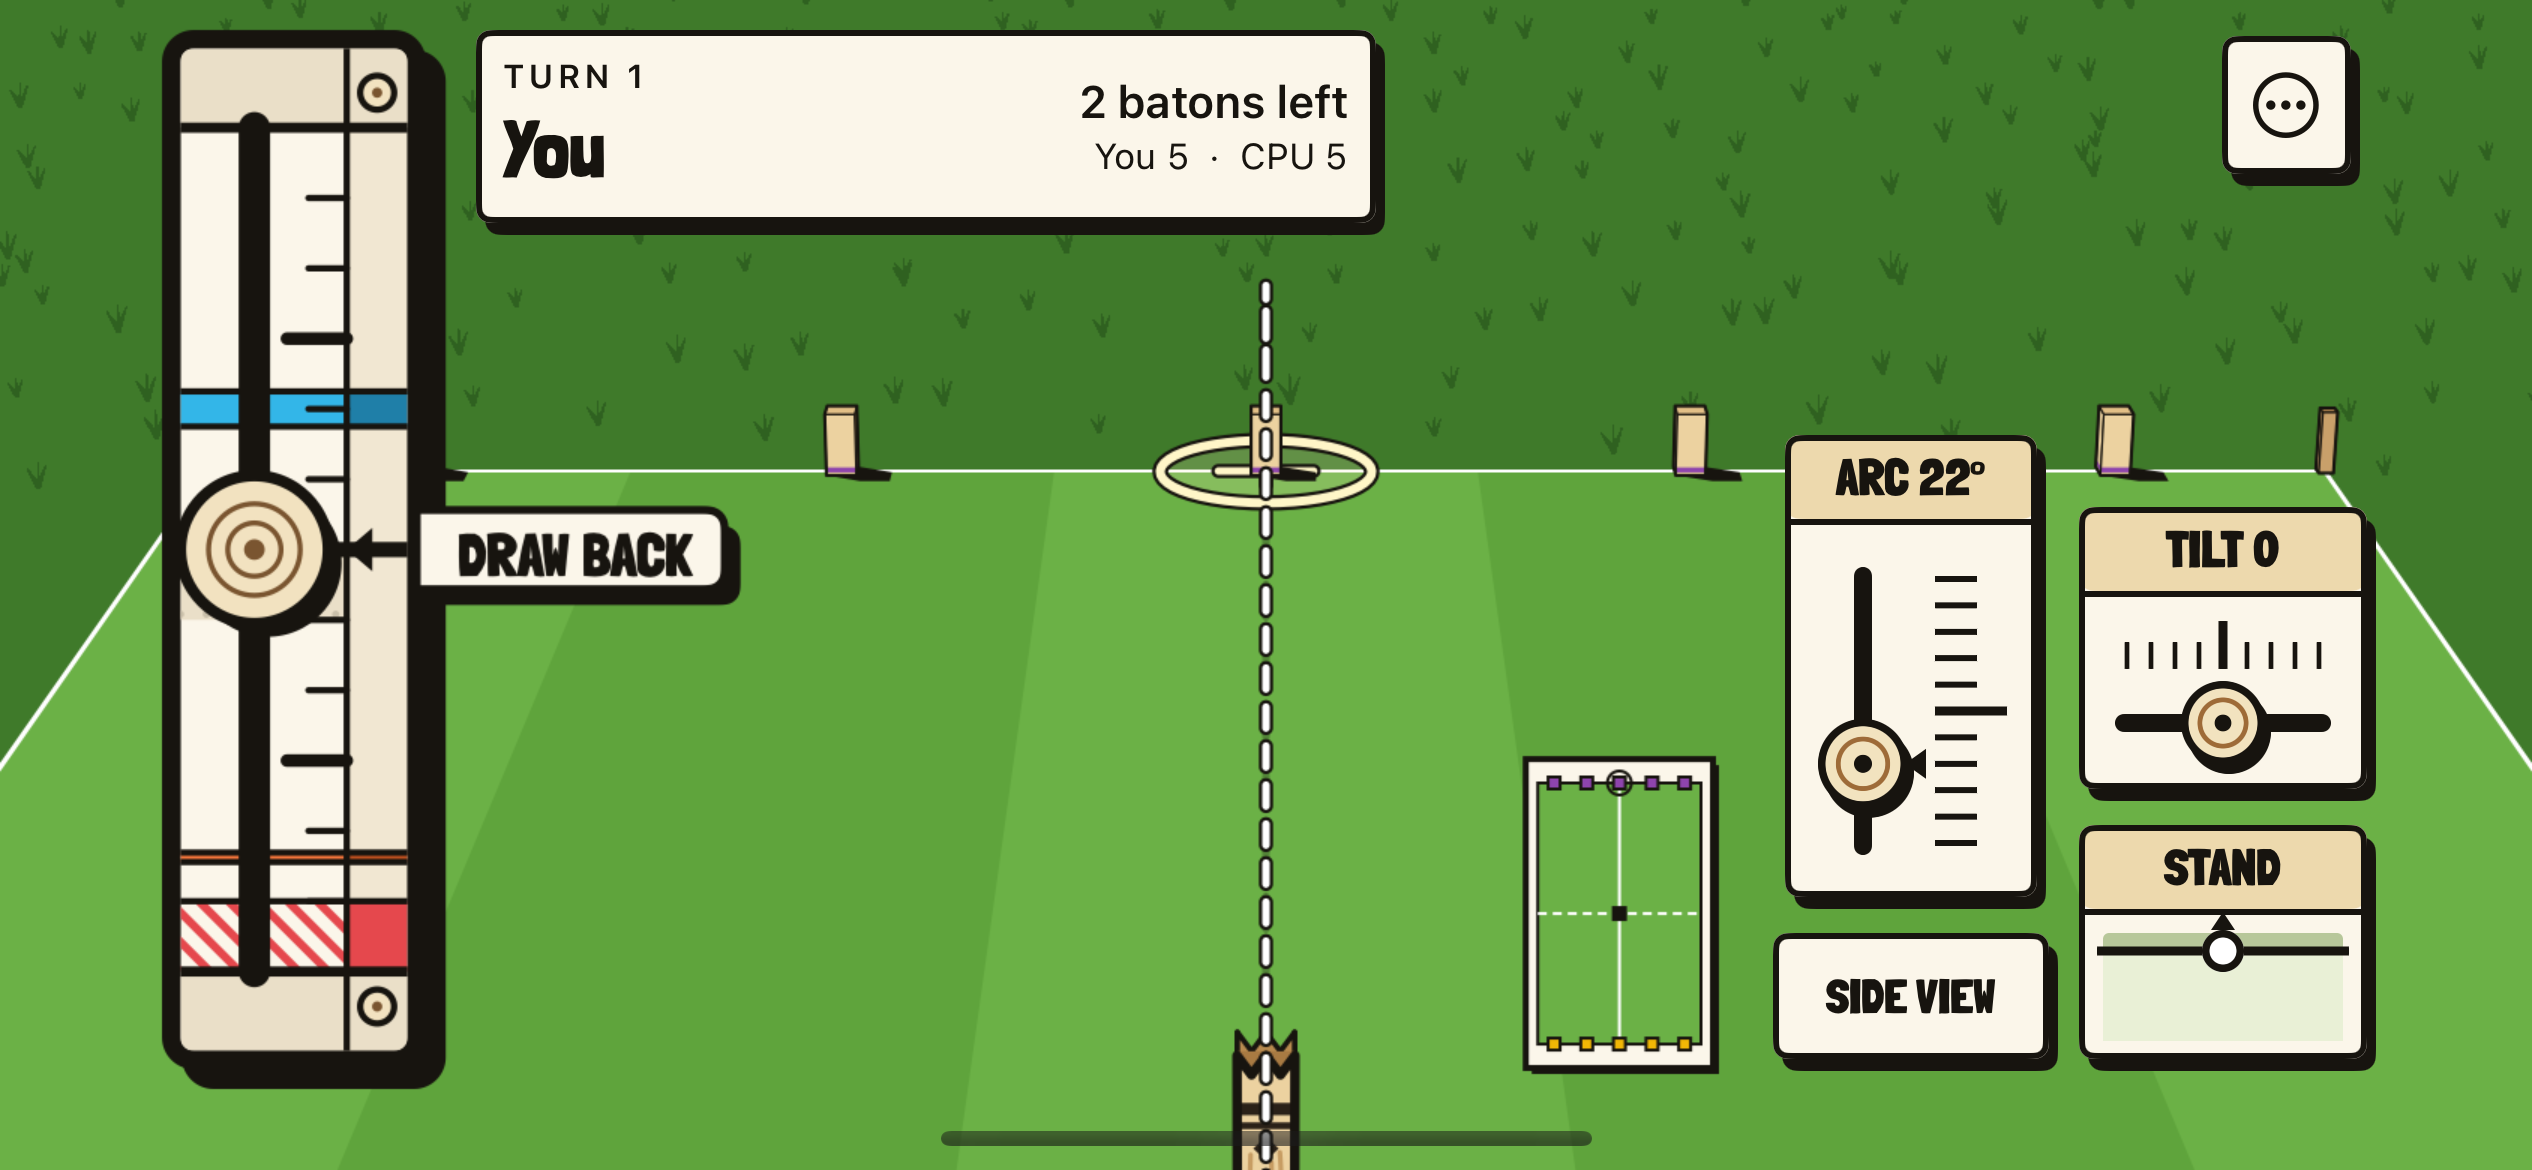 TURN 1
You
2 batons left
You 5 · CPU 5
DRAW BACK
ARC 22°
TILT 0
STAND
SIDE VIEW